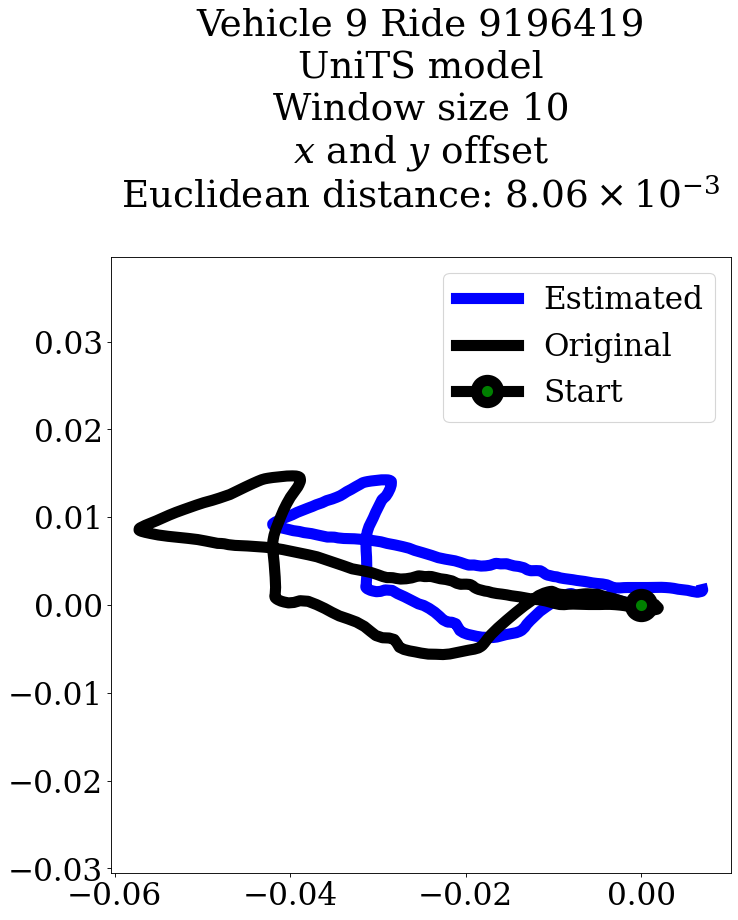 Vehicle 9 Ride 9196419
UniTS model
Window size 10
x and y offset
Euclidean distance: 8.06 × 10⁻³
Estimated
Original
Start
0.03
0.02
0.01
0.00
−0.01
−0.02
−0.03
−0.06 −0.04 −0.02 0.00